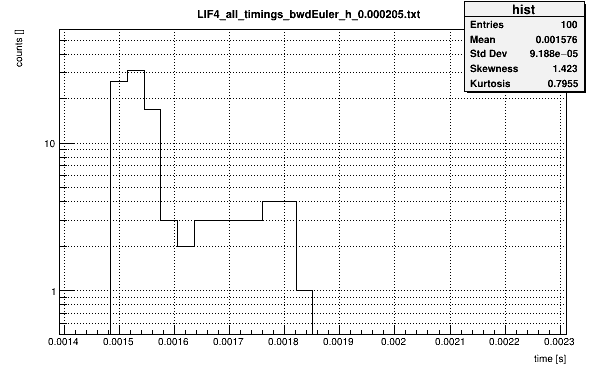 LIF4_all_timings_bwdEuler_h_0.000205.txt
hist
Entries 100
Mean 0.001576
Std Dev 9.188e−05
Skewness 1.423
Kurtosis 0.7955
counts []
10
1
0.0014 0.0015 0.0016 0.0017 0.0018 0.0019 0.002 0.0021 0.0022 0.0023
time [s]